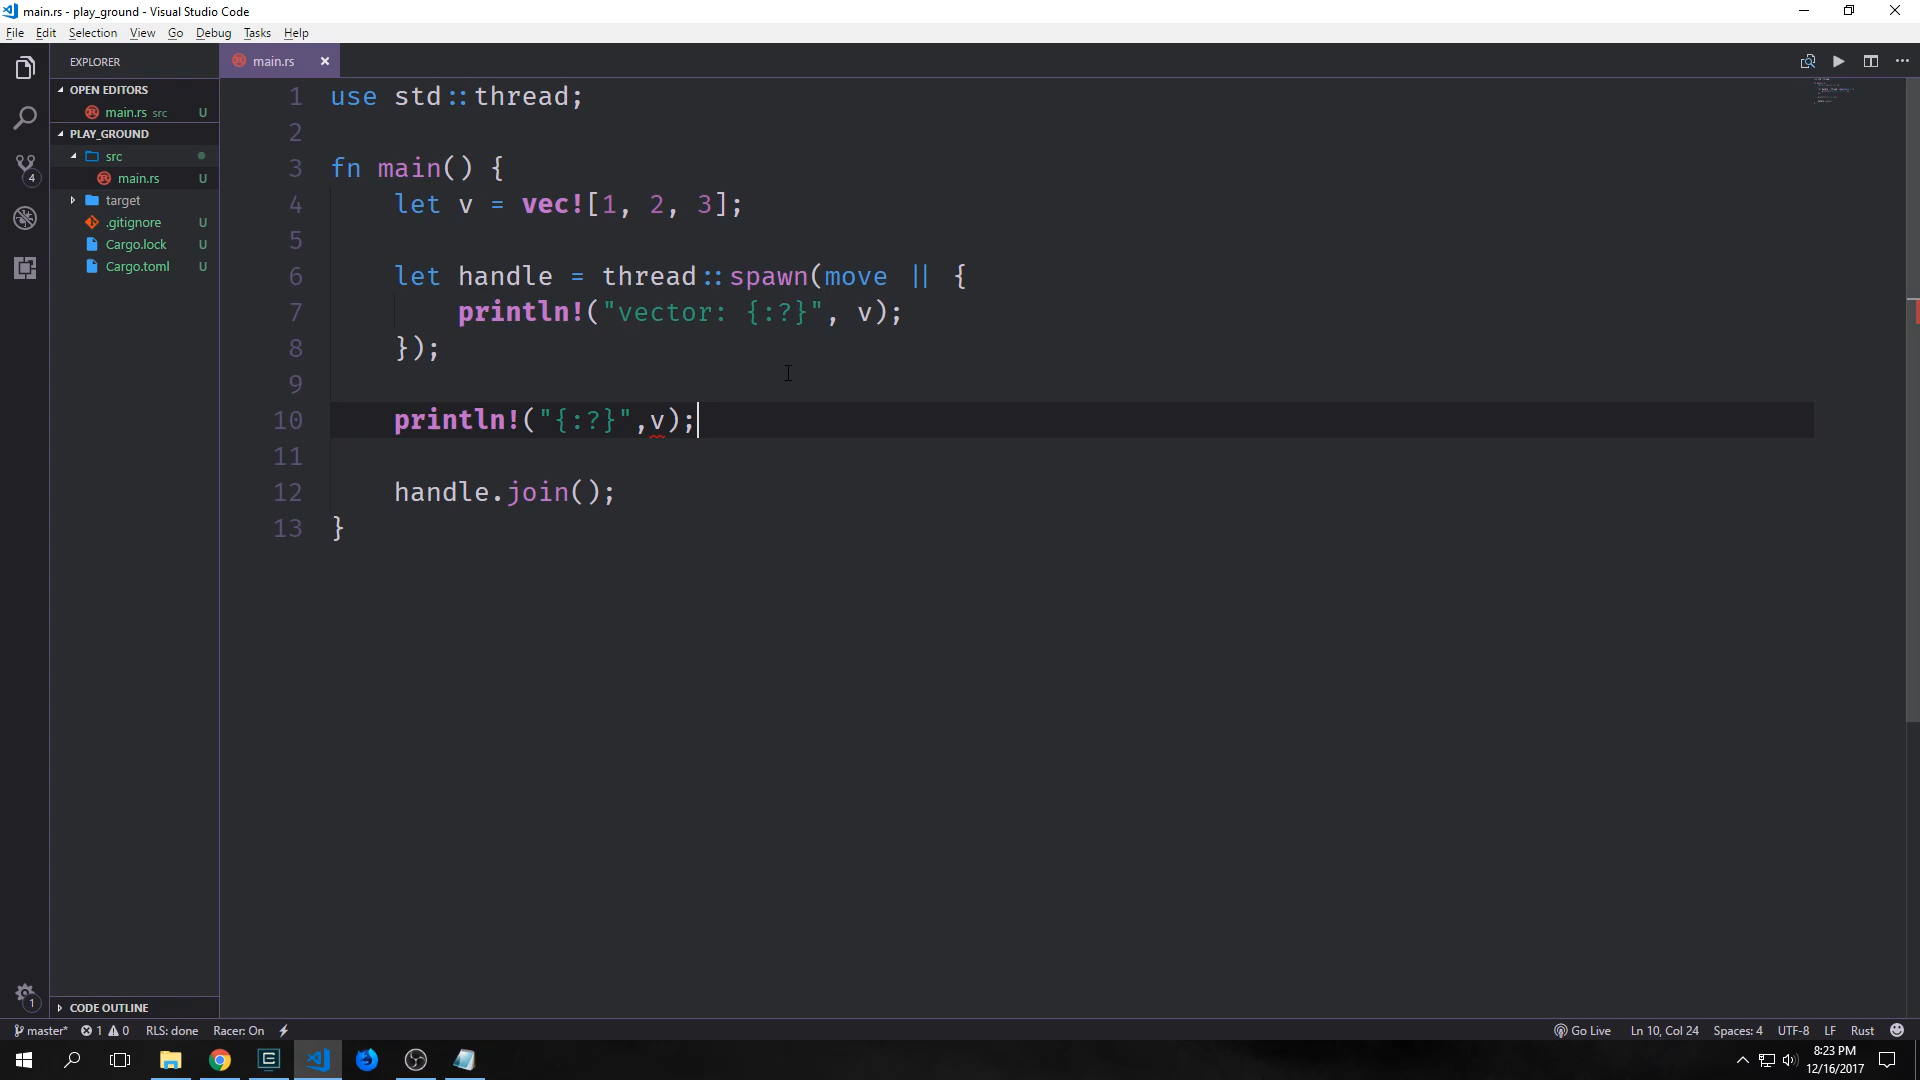 main.rs - play_ground - Visual Studio Code
File Edit Selection View Go Debug Tasks Help
EXPLORER
main.rs ×
OPEN EDITORS
main.rs src U
PLAY_GROUND
src
main.rs U
target
.gitignore U
Cargo.lock U
Cargo.toml U
4
1 use std::thread;
2
3 fn main() {
4 let v = vec![1, 2, 3];
5
6 let handle = thread::spawn(move || {
7 println!("vector: {:?}", v);
8 });
9
10 println!("{:?}",v);
11
12 handle.join();
13 }
1
CODE OUTLINE
master* 1 0 RLS: done Racer: On Go Live Ln 10, Col 24 Spaces: 4 UTF-8 LF Rust
8:23 PM
12/16/2017